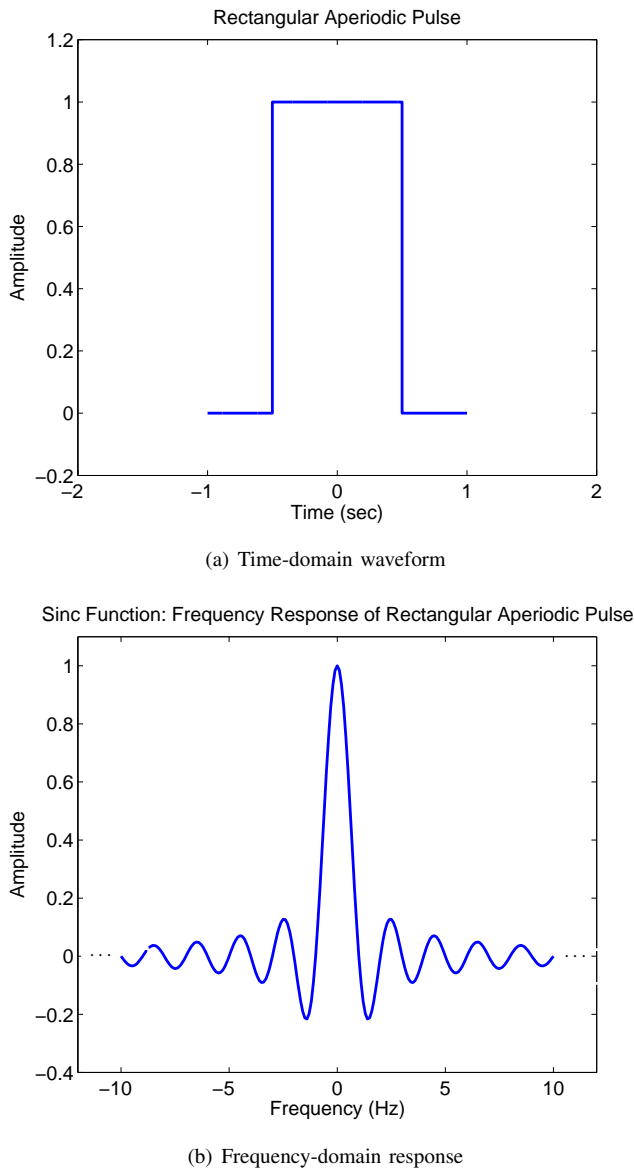 Rectangular Aperiodic Pulse
1.2
1
0.8
0.6
0.4
0.2
0
−0.2
Amplitude
−2 −1 0 1 2
Time (sec)
(a) Time-domain waveform
Sinc Function: Frequency Response of Rectangular Aperiodic Pulse
1
0.8
0.6
0.4
0.2
0
−0.2
−0.4
Amplitude
. . .
. . .
−10 −5 0 5 10
Frequency (Hz)
(b) Frequency-domain response